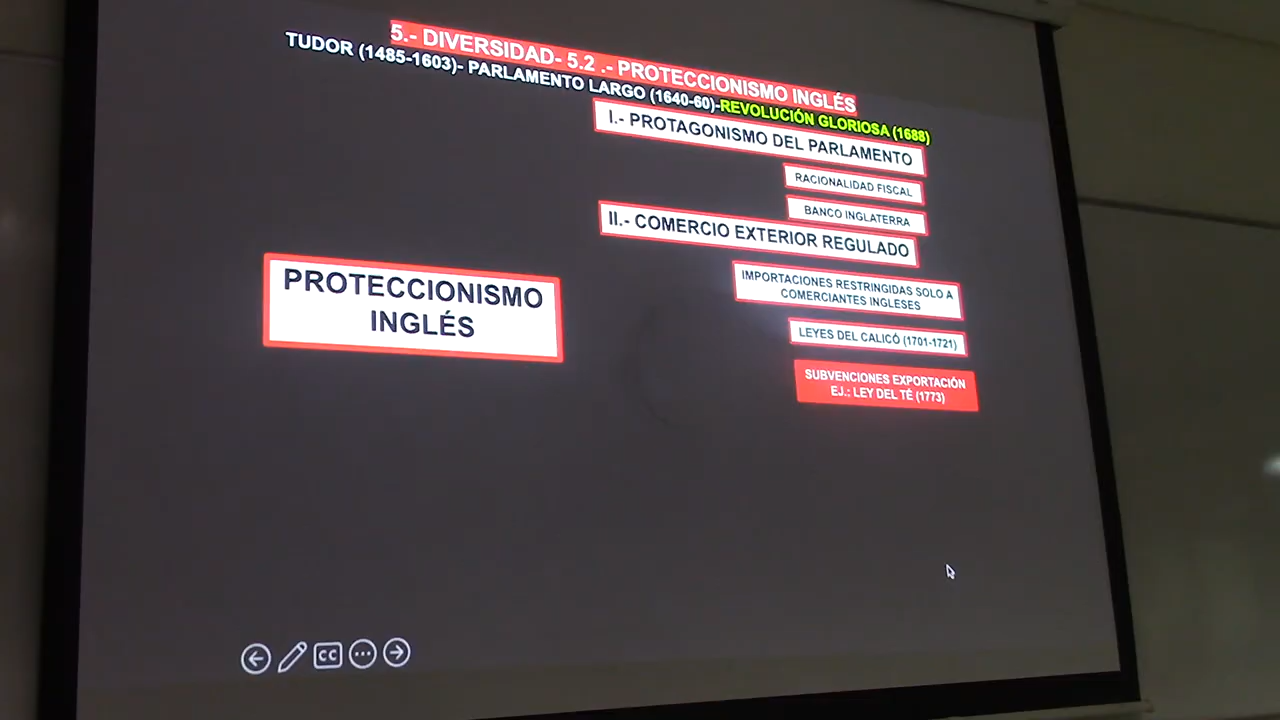 5.- DIVERSIDAD- 5.2 .- PROTECCIONISMO INGLÉS
TUDOR (1485-1603)- PARLAMENTO LARGO (1640-60)-REVOLUCIÓN GLORIOSA (1688)
I.- PROTAGONISMO DEL PARLAMENTO
RACIONALIDAD FISCAL
BANCO INGLATERRA
II.- COMERCIO EXTERIOR REGULADO
PROTECCIONISMO
INGLÉS
IMPORTACIONES RESTRINGIDAS SOLO A
COMERCIANTES INGLESES
LEYES DEL CALICÓ (1701-1721)
SUBVENCIONES EXPORTACIÓN
EJ.: LEY DEL TÉ (1773)
CC